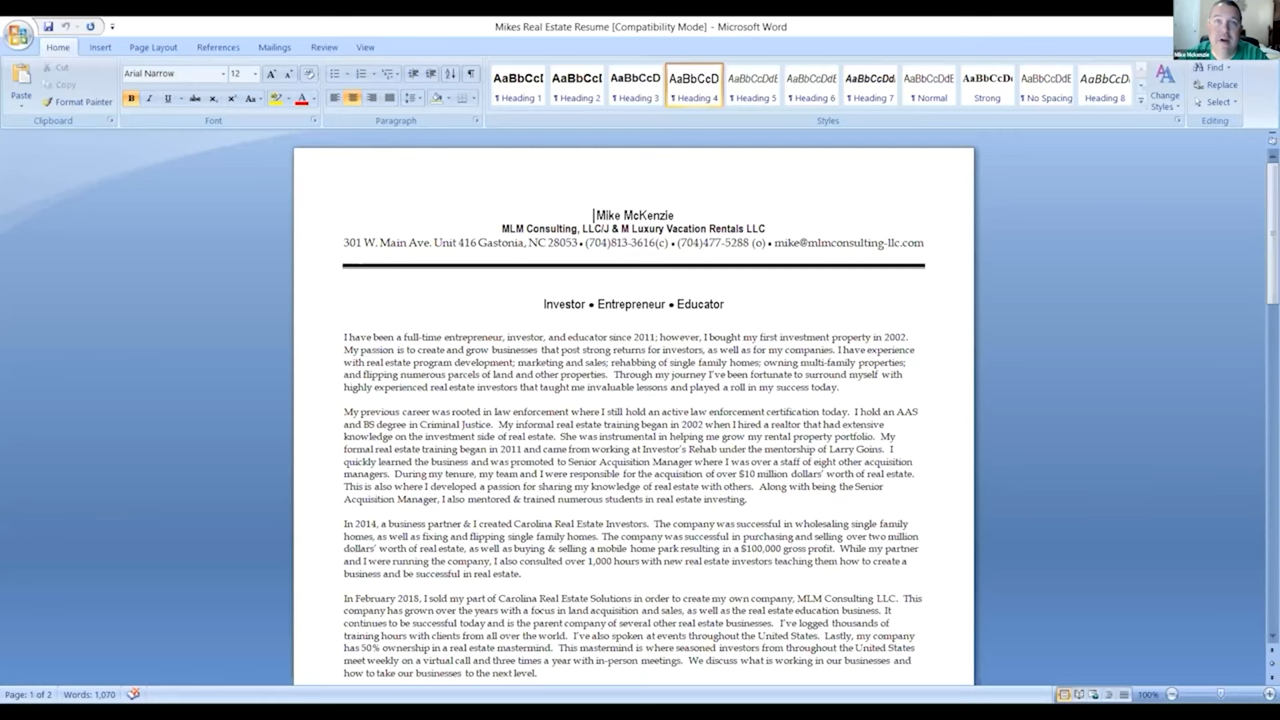 Mikes Real Estate Resume [Compatibility Mode] - Microsoft Word
Mike Mckenzie
Home Insert Page Layout References Mailings Review View
Cut
Copy
Paste
Format Painter
Arial Narrow 12
AaBbCcI AaBbCcI AaBbCcD AaBbCcD AaBbCcDdE AaBbCcDdE AaBbCcDd AaBbCcDdE AaBbCcD AaBbCcDdE AaBbCcD
¶ Heading 1 ¶ Heading 2 ¶ Heading 3 ¶ Heading 4 ¶ Heading 5 ¶ Heading 6 ¶ Heading 7 ¶ Normal Strong ¶ No Spacing Heading 8
Change Styles
Find
Replace
Select
Clipboard Font Paragraph Styles Editing
Mike McKenzie
MLM Consulting, LLC/J & M Luxury Vacation Rentals LLC
301 W. Main Ave. Unit 416 Gastonia, NC 28053 • (704)813-3616(c) • (704)477-5288 (o) • mike@mlmconsulting-llc.com
Investor ● Entrepreneur ● Educator
I have been a full-time entrepreneur, investor, and educator since 2011; however, I bought my first investment property in 2002.
My passion is to create and grow businesses that post strong returns for investors, as well as for my companies. I have experience
with real estate program development; marketing and sales; rehabbing of single family homes; owning multi-family properties;
and flipping numerous parcels of land and other properties. Through my journey I've been fortunate to surround myself with
highly experienced real estate investors that taught me invaluable lessons and played a roll in my success today.
My previous career was rooted in law enforcement where I still hold an active law enforcement certification today. I hold an AAS
and BS degree in Criminal Justice. My informal real estate training began in 2002 when I hired a realtor that had extensive
knowledge on the investment side of real estate. She was instrumental in helping me grow my rental property portfolio. My
formal real estate training began in 2011 and came from working at Investor's Rehab under the mentorship of Larry Goins. I
quickly learned the business and was promoted to Senior Acquisition Manager where I was over a staff of eight other acquisition
managers. During my tenure, my team and I were responsible for the acquisition of over $10 million dollars' worth of real estate.
This is also where I developed a passion for sharing my knowledge of real estate with others. Along with being the Senior
Acquisition Manager, I also mentored & trained numerous students in real estate investing.
In 2014, a business partner & I created Carolina Real Estate Investors. The company was successful in wholesaling single family
homes, as well as fixing and flipping single family homes. The company was successful in purchasing and selling over two million
dollars' worth of real estate, as well as buying & selling a mobile home park resulting in a $100,000 gross profit. While my partner
and I were running the company, I also consulted over 1,000 hours with new real estate investors teaching them how to create a
business and be successful in real estate.
In February 2018, I sold my part of Carolina Real Estate Solutions in order to create my own company, MLM Consulting LLC. This
company has grown over the years with a focus in land acquisition and sales, as well as the real estate education business. It
continues to be successful today and is the parent company of several other real estate businesses. I've logged thousands of
training hours with clients from all over the world. I've also spoken at events throughout the United States. Lastly, my company
has 50% ownership in a real estate mastermind. This mastermind is where seasoned investors from throughout the United States
meet weekly on a virtual call and three times a year with in-person meetings. We discuss what is working in our businesses and
how to take our businesses to the next level.
Page: 1 of 2 Words: 1,070 100%